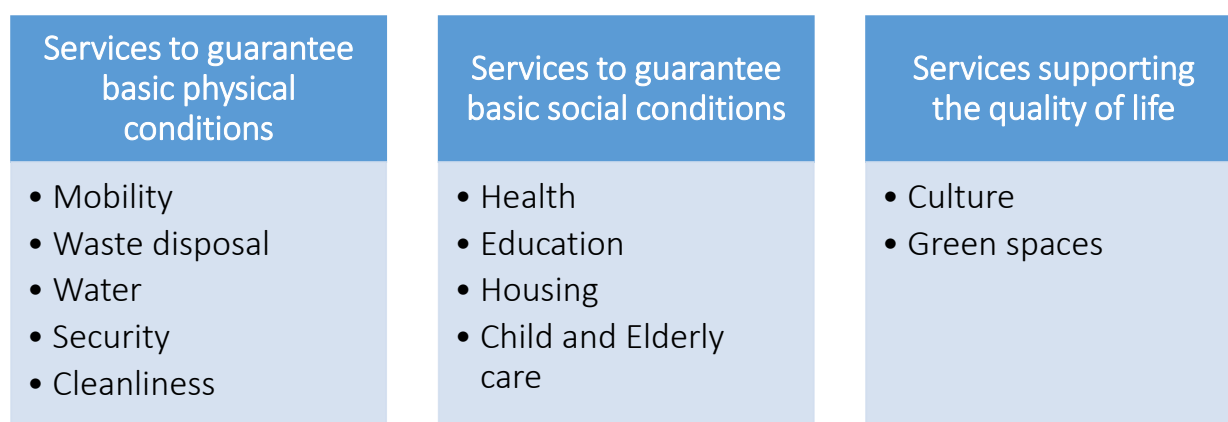 Services to guarantee
basic physical
conditions
• Mobility
• Waste disposal
• Water
• Security
• Cleanliness
Services to guarantee
basic social conditions
• Health
• Education
• Housing
• Child and Elderly
care
Services supporting
the quality of life
• Culture
• Green spaces